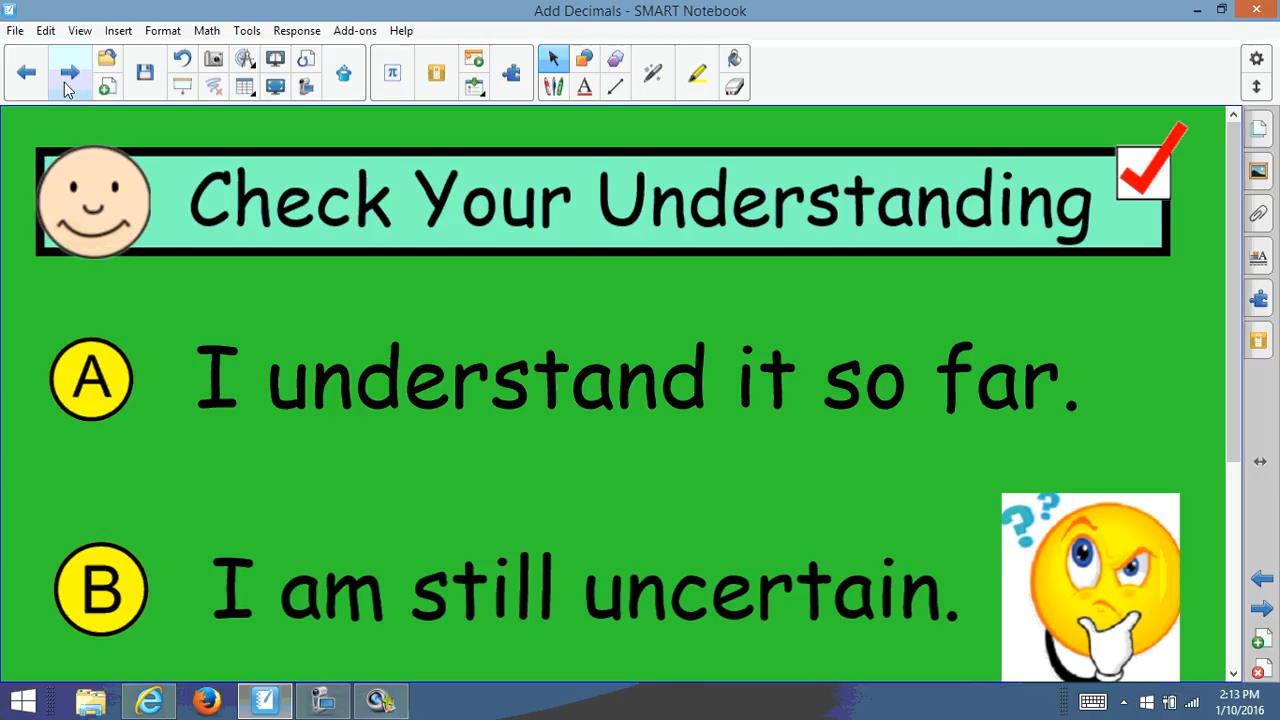 Add Decimals - SMART Notebook
File Edit View Insert Format Math Tools Response Add-ons Help
Check Your Understanding
A I understand it so far.
B I am still uncertain.
2:13 PM
1/10/2016